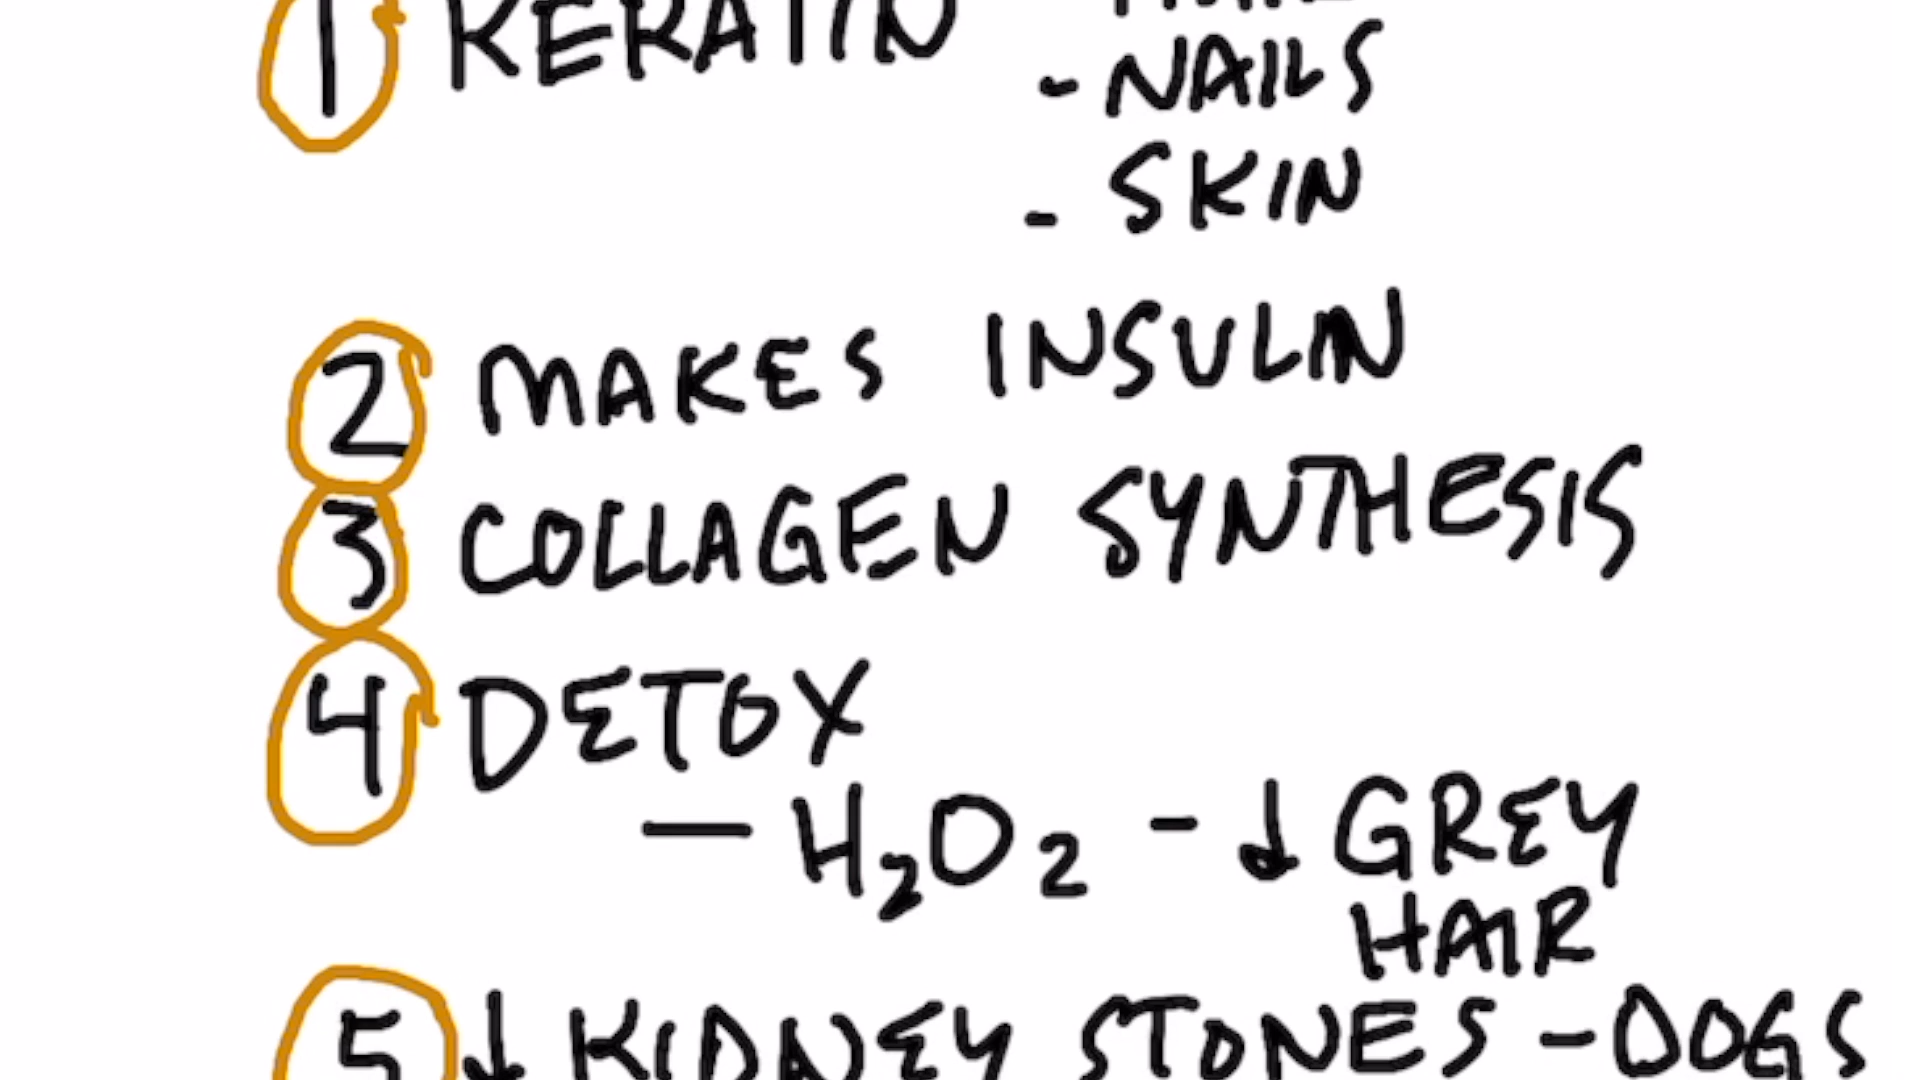 1 KERATIN
- NAILS
- SKIN
2 MAKES INSULIN
3 COLLAGEN SYNTHESIS
4 DETOX
— H₂O₂ - ↓ GREY
HAIR
5 ↓ KIDNEY STONES - DOGS